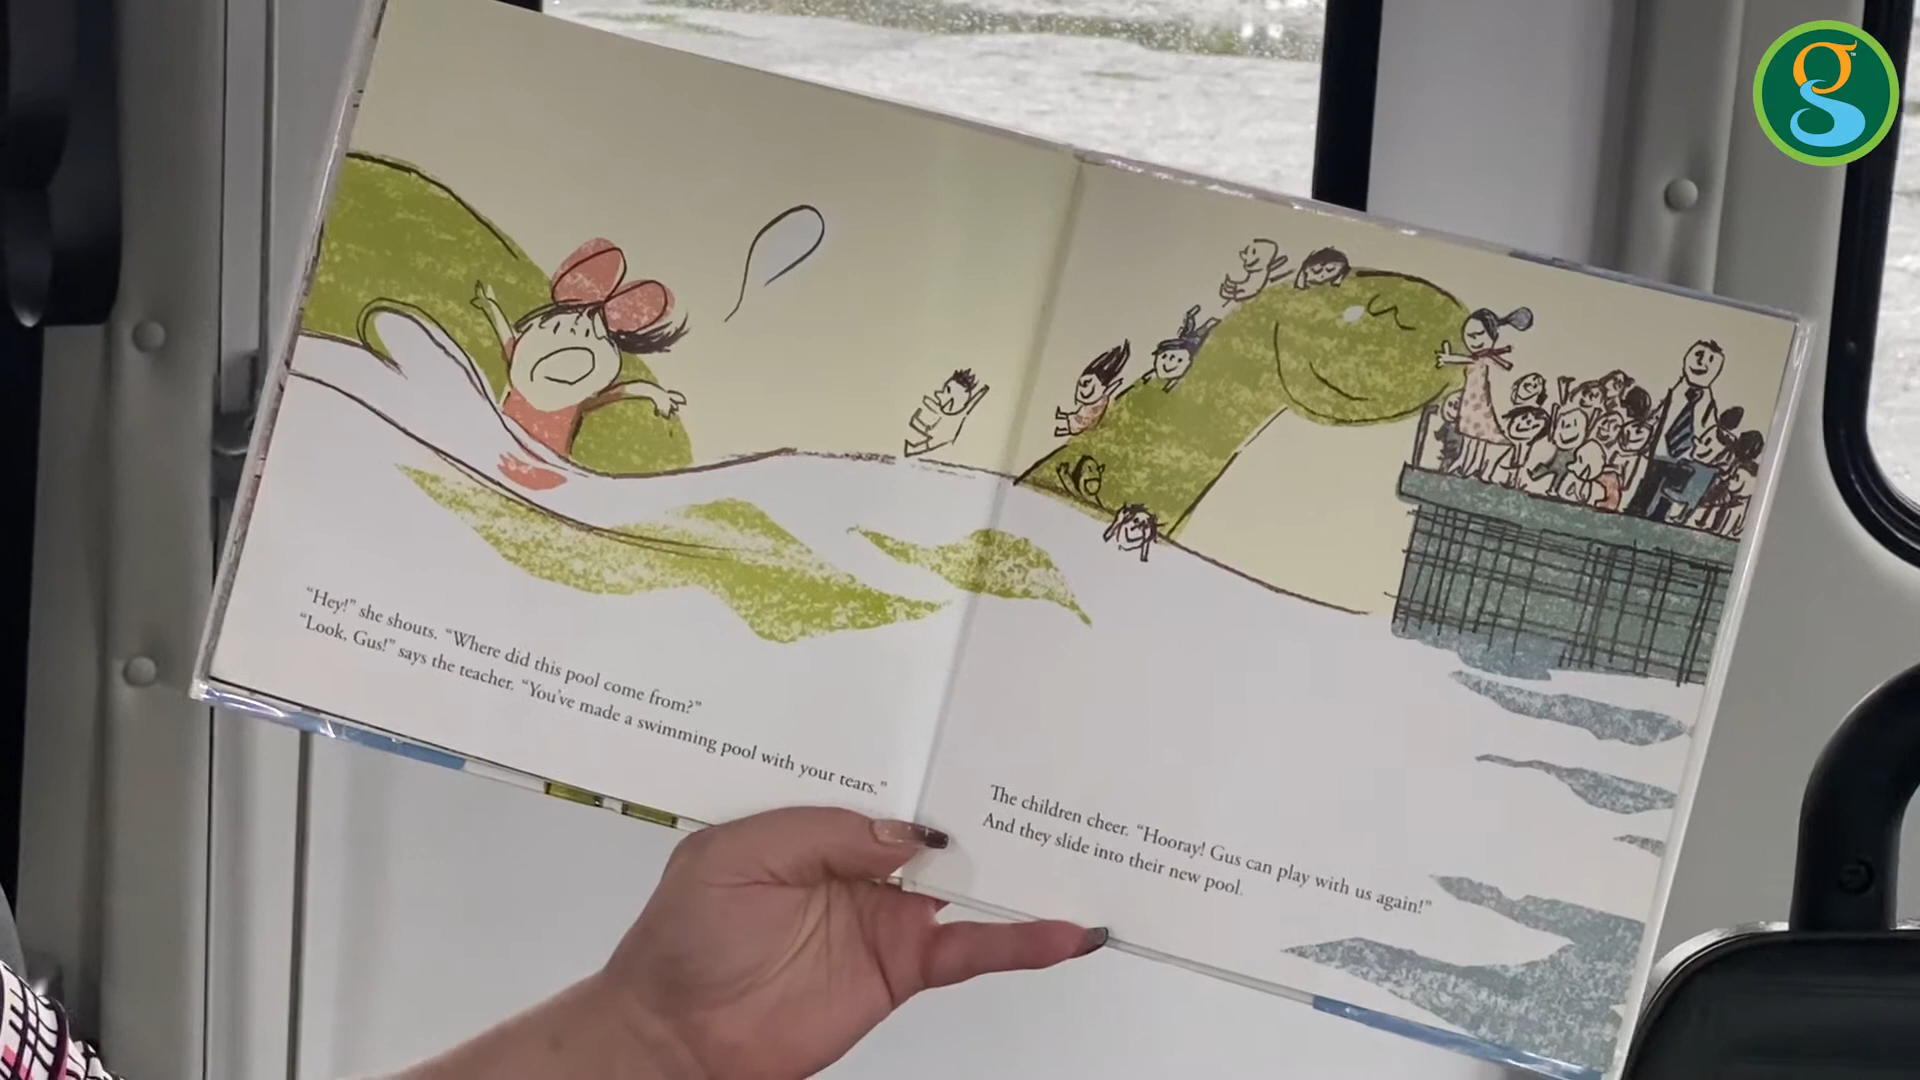 “Hey!” she shouts. “Where did this pool come from?”
“Look, Gus!” says the teacher. “You’ve made a swimming pool with your tears.”
The children cheer. “Hooray! Gus can play with us again!”
And they slide into their new pool.
g
TM